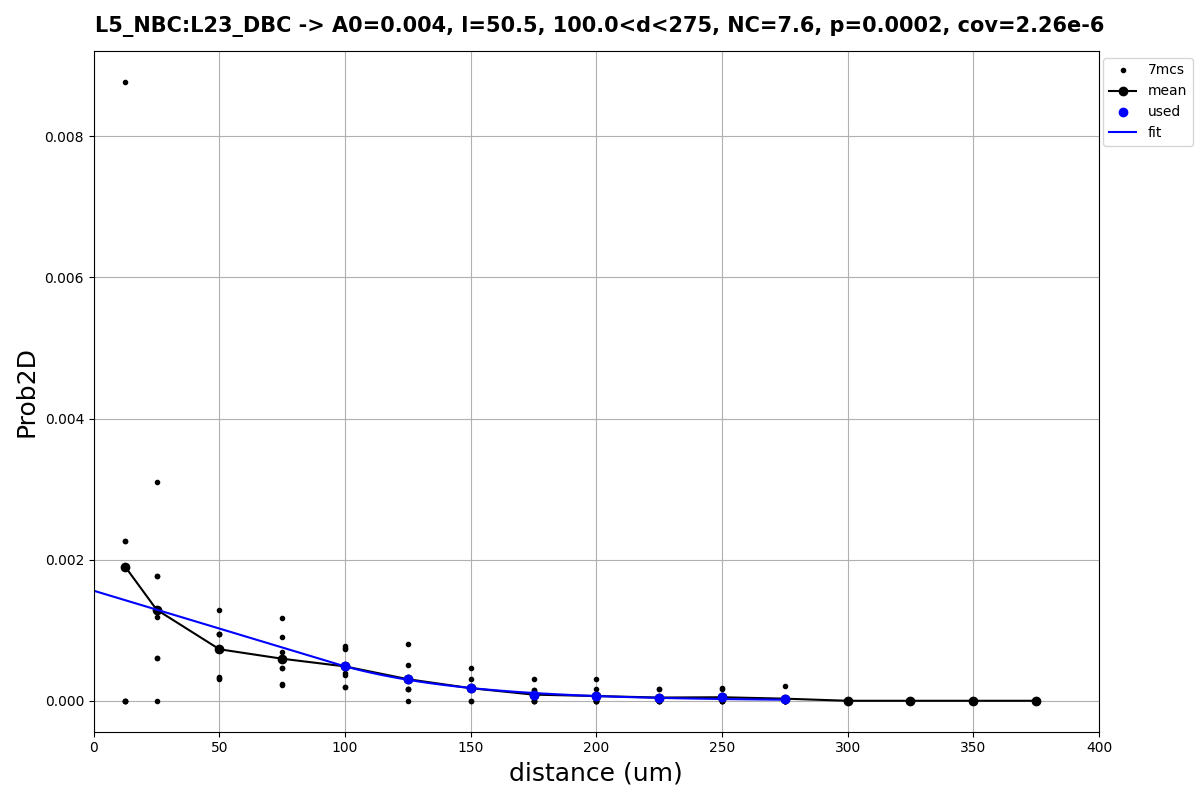 L5_NBC:L23_DBC -> A0=0.004, l=50.5, 100.0<d<275, NC=7.6, p=0.0002, cov=2.26e-6
7mcs
mean
used
fit
0.008
0.006
0.004
0.002
0.000
Prob2D
0
50
100
150
200
250
300
350
400
distance (um)